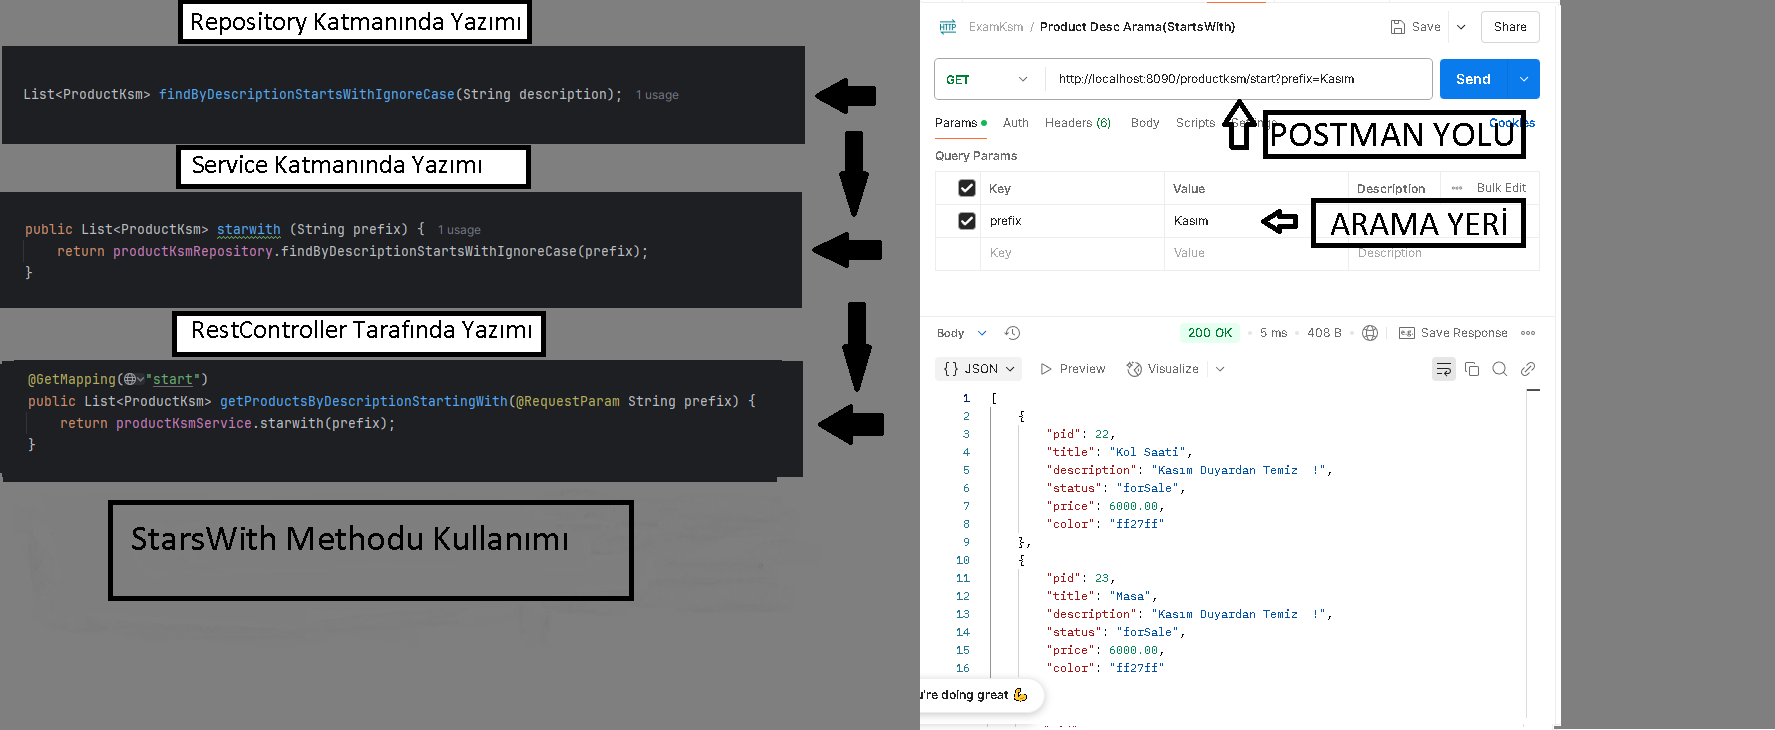 Repository Katmanında Yazımı
List<ProductKsm> findByDescriptionStartsWithIgnoreCase(String description); 1 usage
Service Katmanında Yazımı
public List<ProductKsm> starwith (String prefix) { 1 usage
return productKsmRepository.findByDescriptionStartsWithIgnoreCase(prefix);
}
RestController Tarafında Yazımı
@GetMapping("start")
public List<ProductKsm> getProductsByDescriptionStartingWith(@RequestParam String prefix) {
return productKsmService.starwith(prefix);
}
StarsWith Methodu Kullanımı
HTTP ExamKsm / Product Desc Arama(StartsWith} Save Share
GET http://localhost:8090/productksm/start?prefix=Kasım Send
Params Auth Headers (6) Body Scripts Settings Cookies
POSTMAN YOLU
Query Params
Key Value Description Bulk Edit
prefix Kasım
ARAMA YERİ
Key Value Description
Body 200 OK 5 ms 408 B e.g. Save Response
{} JSON Preview Visualize
1 [
2 {
3 "pid": 22,
4 "title": "Kol Saati",
5 "description": "Kasım Duyardan Temiz  !",
6 "status": "forSale",
7 "price": 6000.00,
8 "color": "ff27ff"
9 },
10 {
11 "pid": 23,
12 "title": "Masa",
13 "description": "Kasım Duyardan Temiz  !",
14 "status": "forSale",
15 "price": 6000.00,
16 "color": "ff27ff"
're doing great